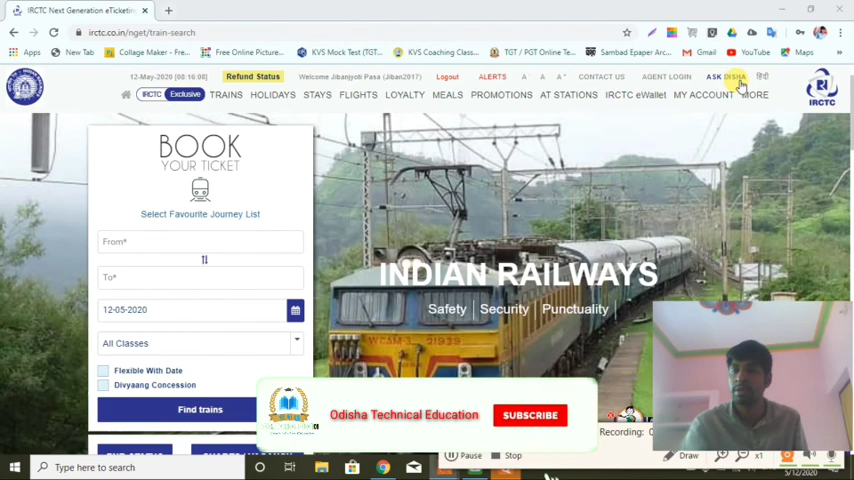 IRCTC Next Generation eTicketing
irctc.co.in/nget/train-search
Apps
New Tab
Collage Maker - Fre...
Free Online Picture...
KVS Mock Test (TGT...
KVS Coaching Class...
TGT / PGT Online T...
Sambad Epaper Arc...
Gmail
YouTube
Maps
12-May-2020 [08:16:08]
Refund Status
Welcome Jibanjyoti Pasa (Jiban2017)
Logout
ALERTS
A-
A
A+
CONTACT US
AGENT LOGIN
ASK DISHA
हिंदी
IRCTC Exclusive
TRAINS
HOLIDAYS
STAYS
FLIGHTS
LOYALTY
MEALS
PROMOTIONS
AT STATIONS
IRCTC eWallet
MY ACCOUNT
MORE
IRCTC
BOOK
YOUR TICKET
Select Favourite Journey List
From*
To*
12-05-2020
All Classes
Flexible With Date
Divyaang Concession
Find trains
INDIAN RAILWAYS
Safety | Security | Punctuality
WCAM-3 21939
Odisha Technical Education
SUBSCRIBE
Recording:
Pause
Stop
Draw
x1
Type here to search
5/12/2020